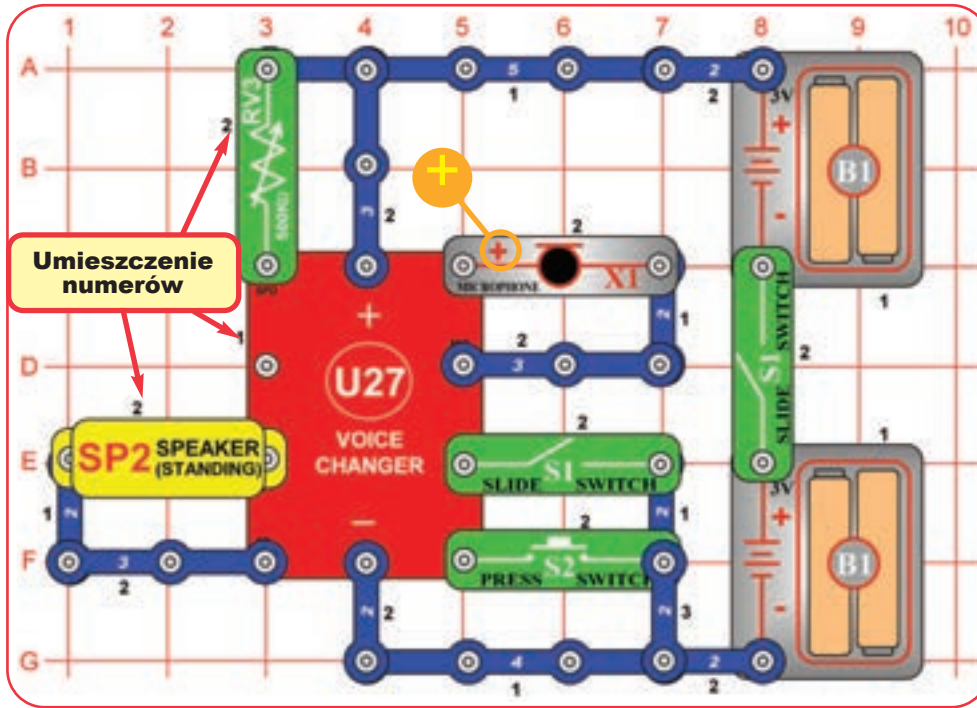 1 2 3 4 5 6 7 8 9 10
A
B
D
E
F
G
RV3
500KΩ
2
5
1
2
2
3
2
3V
+
-
B1
1
+
2
+
X1
MICROPHONE
2
1
2
3
Umieszczenie
numerów
1
2
+
U27
VOICE
CHANGER
–
SP2 SPEAKER
(STANDING)
1
2
3
2
2
S1
SLIDE SWITCH
2
1
2
S2
PRESS SWITCH
S1
SLIDE SWITCH
2
3V
+
-
B1
1
2
2
2
3
4
1
2
2